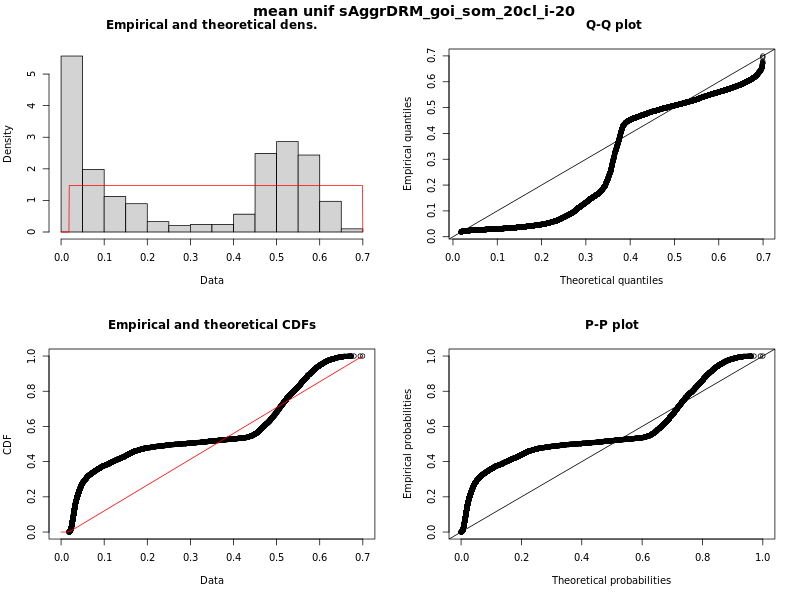 mean unif sAggrDRM_goi_som_20cl_i-20
Empirical and theoretical dens.
Density
0 1 2 3 4 5
0.0 0.1 0.2 0.3 0.4 0.5 0.6 0.7
Data
Q-Q plot
Empirical quantiles
0.0 0.1 0.2 0.3 0.4 0.5 0.6 0.7
0.0 0.1 0.2 0.3 0.4 0.5 0.6 0.7
Theoretical quantiles
Empirical and theoretical CDFs
CDF
0.0 0.2 0.4 0.6 0.8 1.0
0.0 0.1 0.2 0.3 0.4 0.5 0.6 0.7
Data
P-P plot
Empirical probabilities
0.0 0.2 0.4 0.6 0.8 1.0
0.0 0.2 0.4 0.6 0.8 1.0
Theoretical probabilities